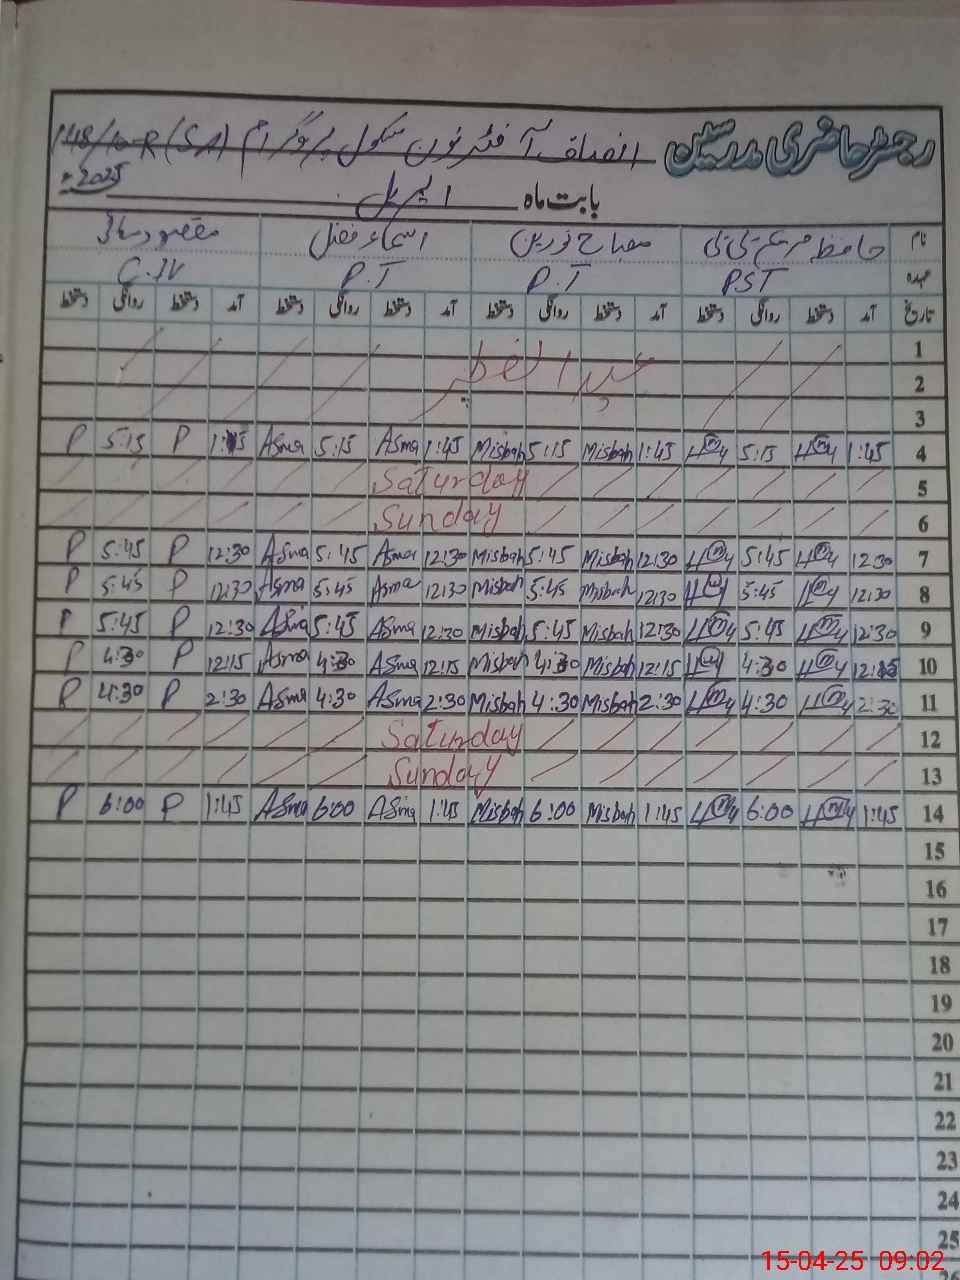 رجسٹر حاضری مدرسین انصاف آفٹر نون سکول پروگرام 148/10-R (SA)
بابت ماہ اپریل 2025ء
نام حافظ مریم بی بی مصباح نورین اسماء فضل
عہدہ PST P.T P.T C.IV
تاریخ آمد دستخط روانگی دستخط آمد دستخط روانگی دستخط آمد دستخط روانگی دستخط آمد دستخط روانگی دستخط
1
2 عید الفطر
3
4 1:45 5:15 1:45 Misbah 5:15 Misbah 1:45 Asma 5:15 Asma P 5:15 P
5 Saturday
6 Sunday
7 12:30 5:45 12:30 Misbah 5:45 Misbah 12:30 Asma 5:45 Asma 12:30 P 5:45 P
8 12:30 5:45 12:30 Misbah 5:45 Misbah 12:30 Asma 5:45 Asma 12:30 P 5:45 P
9 12:30 5:45 12:30 Misbah 5:45 Misbah 12:30 Asma 5:45 Asma 12:30 P 5:45 P
10 12:15 4:30 12:15 Misbah 4:30 Misbah 12:15 Asma 4:30 Asma 12:15 P 4:30 P
11 2:30 4:30 2:30 Misbah 4:30 Misbah 2:30 Asma 4:30 Asma 2:30 P 4:30 P
12 Saturday
13 Sunday
14 1:45 6:00 1:45 Misbah 6:00 Misbah 1:45 Asma 6:00 Asma 1:45 P 6:00 P
15
16
17
18
19
20
21
22
23
24
25
15-04-25 09:02